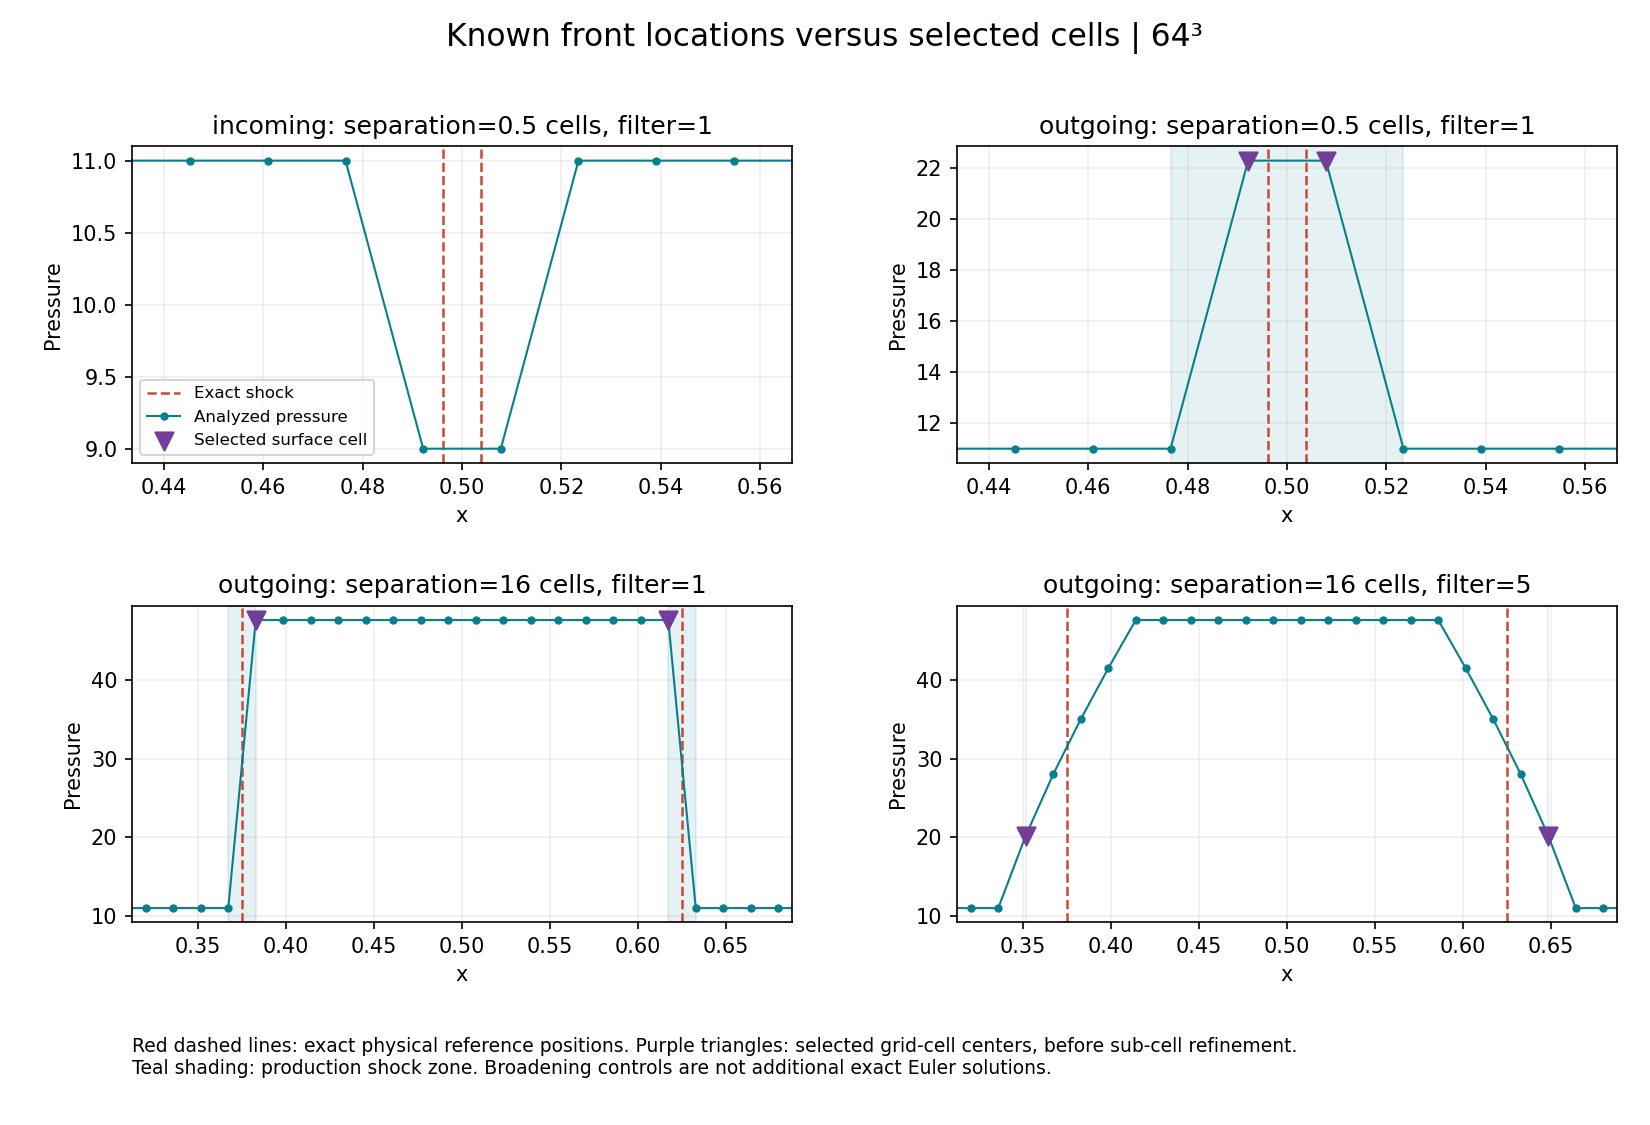 Known front locations versus selected cells | 64³
incoming: separation=0.5 cells, filter=1
11.0
10.5
10.0
9.5
9.0
Pressure
Exact shock
Analyzed pressure
Selected surface cell
0.44 0.46 0.48 0.50 0.52 0.54 0.56
x
outgoing: separation=0.5 cells, filter=1
22
20
18
16
14
12
Pressure
0.44 0.46 0.48 0.50 0.52 0.54 0.56
x
outgoing: separation=16 cells, filter=1
40
30
20
10
Pressure
0.35 0.40 0.45 0.50 0.55 0.60 0.65
x
outgoing: separation=16 cells, filter=5
40
30
20
10
Pressure
0.35 0.40 0.45 0.50 0.55 0.60 0.65
x
Red dashed lines: exact physical reference positions. Purple triangles: selected grid-cell centers, before sub-cell refinement.
Teal shading: production shock zone. Broadening controls are not additional exact Euler solutions.